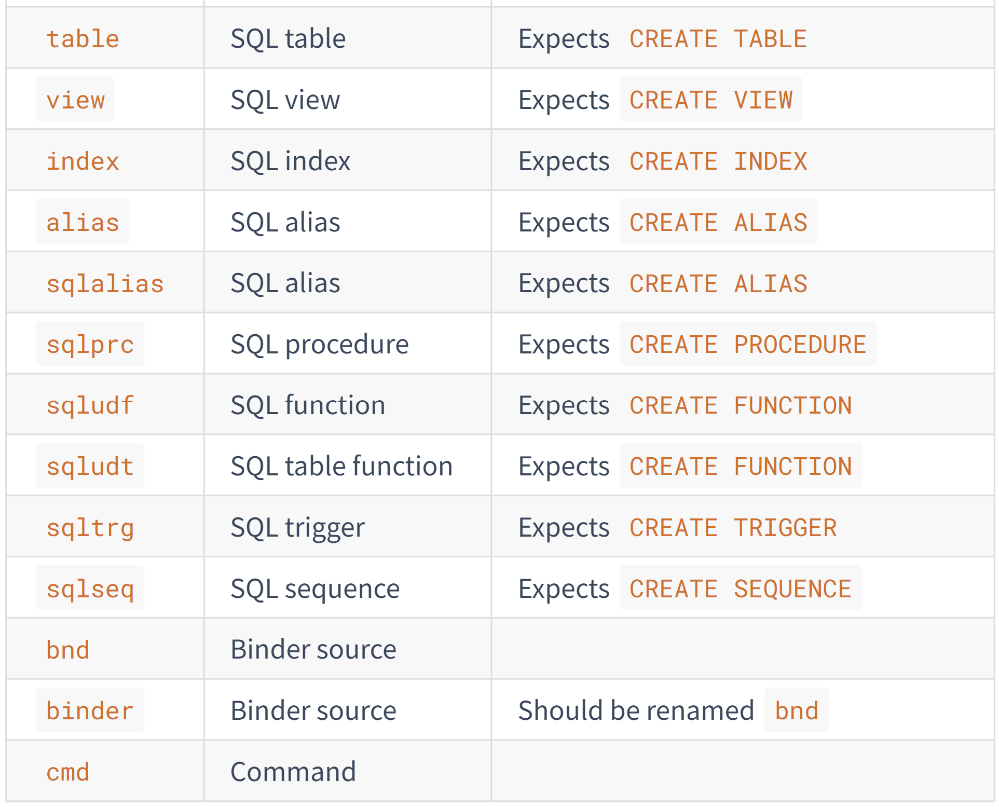 table SQL table Expects CREATE TABLE
view SQL view Expects CREATE VIEW
index SQL index Expects CREATE INDEX
alias SQL alias Expects CREATE ALIAS
sqlalias SQL alias Expects CREATE ALIAS
sqlprc SQL procedure Expects CREATE PROCEDURE
sqludf SQL function Expects CREATE FUNCTION
sqludt SQL table function Expects CREATE FUNCTION
sqltrg SQL trigger Expects CREATE TRIGGER
sqlseq SQL sequence Expects CREATE SEQUENCE
bnd Binder source
binder Binder source Should be renamed bnd
cmd Command